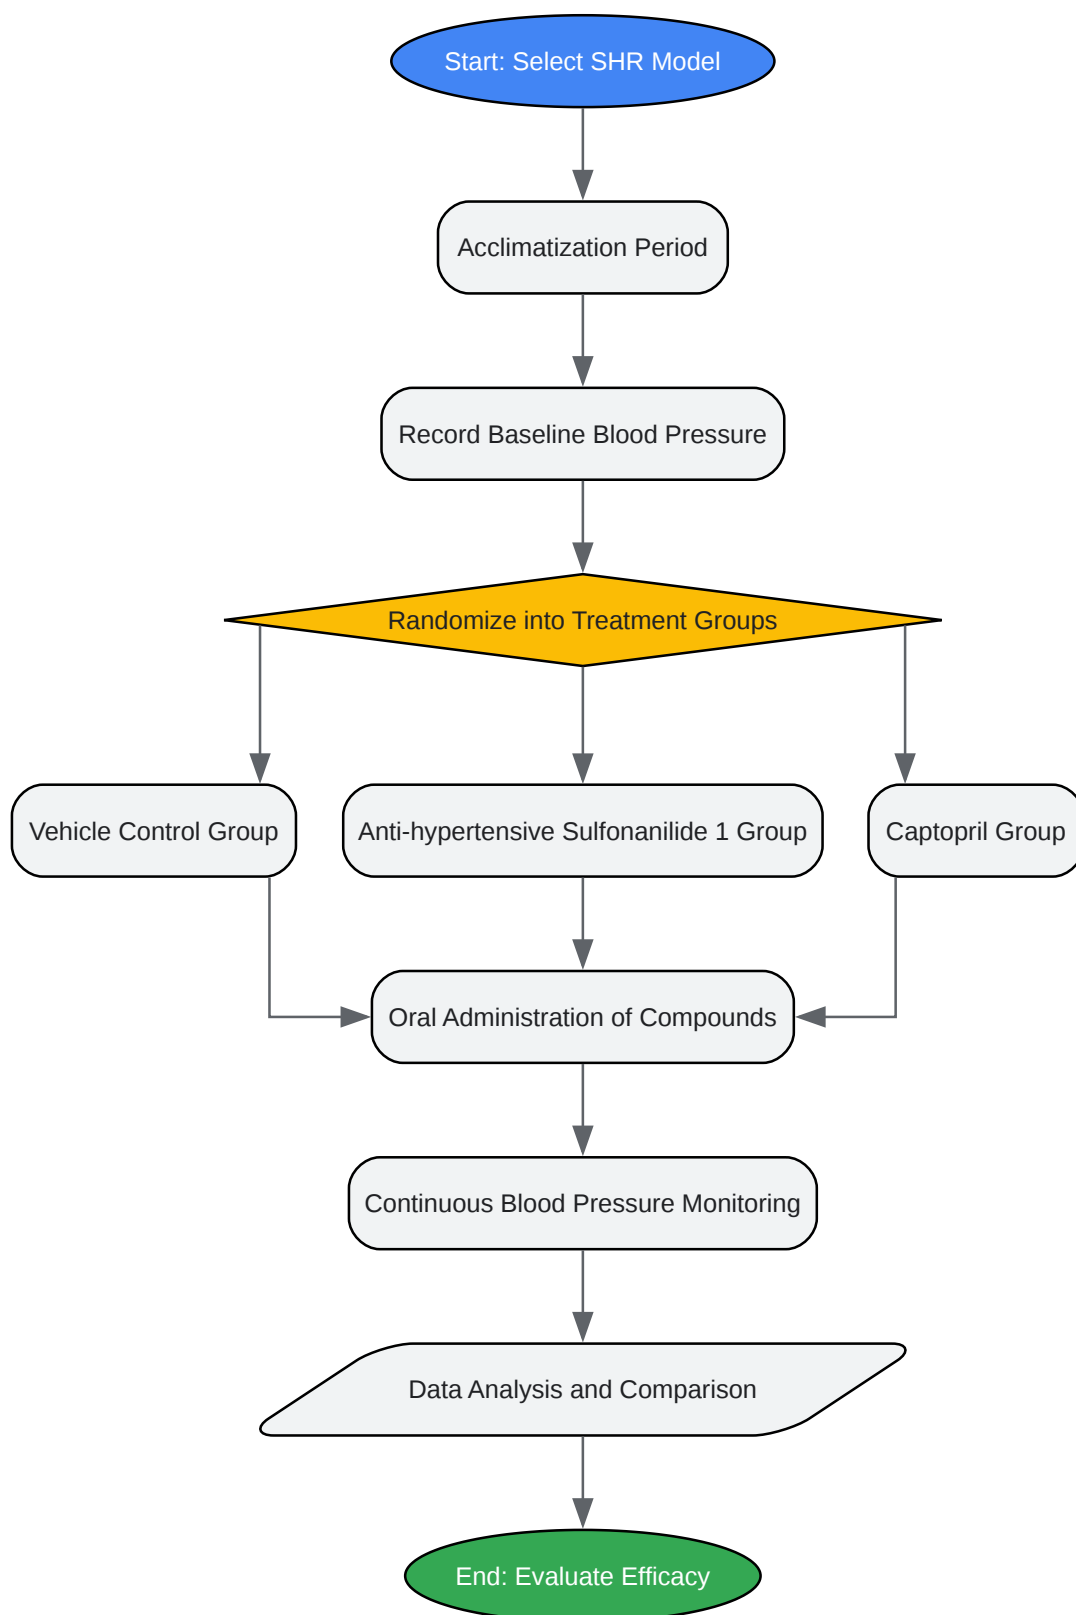 Start: Select SHR Model
Acclimatization Period
Record Baseline Blood Pressure
Randomize into Treatment Groups
Vehicle Control Group
Anti-hypertensive Sulfonanilide 1 Group
Captopril Group
Oral Administration of Compounds
Continuous Blood Pressure Monitoring
Data Analysis and Comparison
End: Evaluate Efficacy